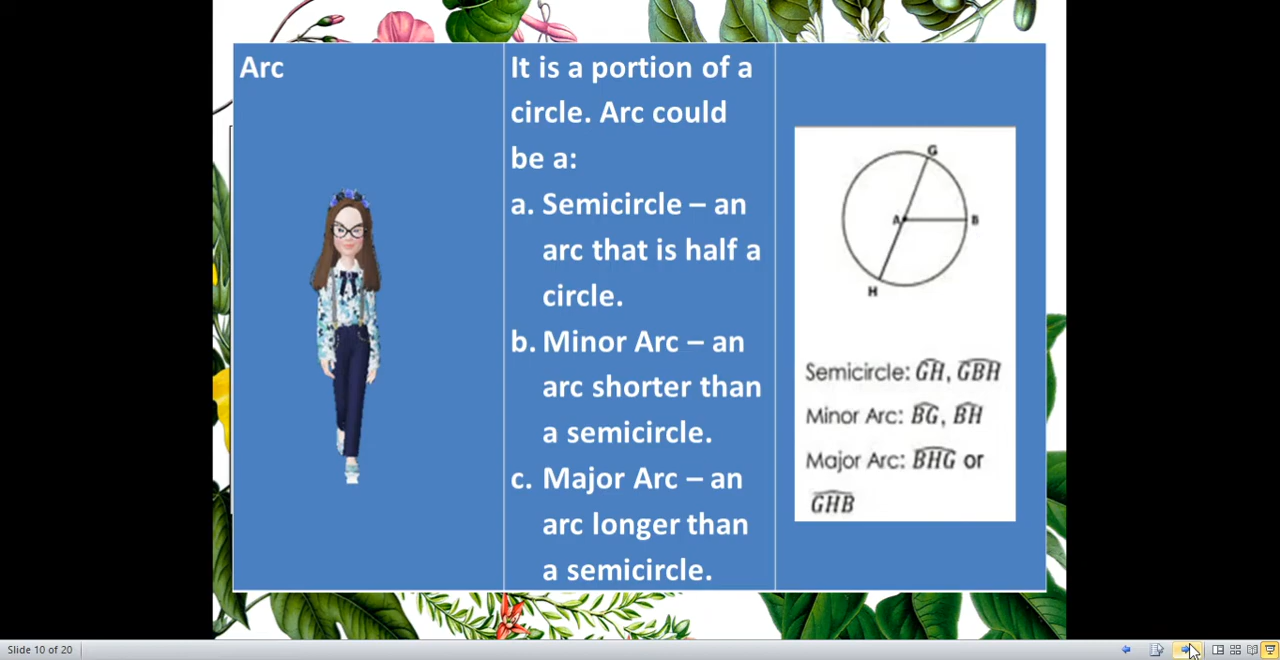 Arc
It is a portion of a
circle. Arc could
be a:
a. Semicircle – an
arc that is half a
circle.
b. Minor Arc – an
arc shorter than
a semicircle.
c. Major Arc – an
arc longer than
a semicircle.
G
A
B
H
Semicircle: GH, GBH
Minor Arc: BG, BH
Major Arc: BHG or
GHB
Slide 10 of 20